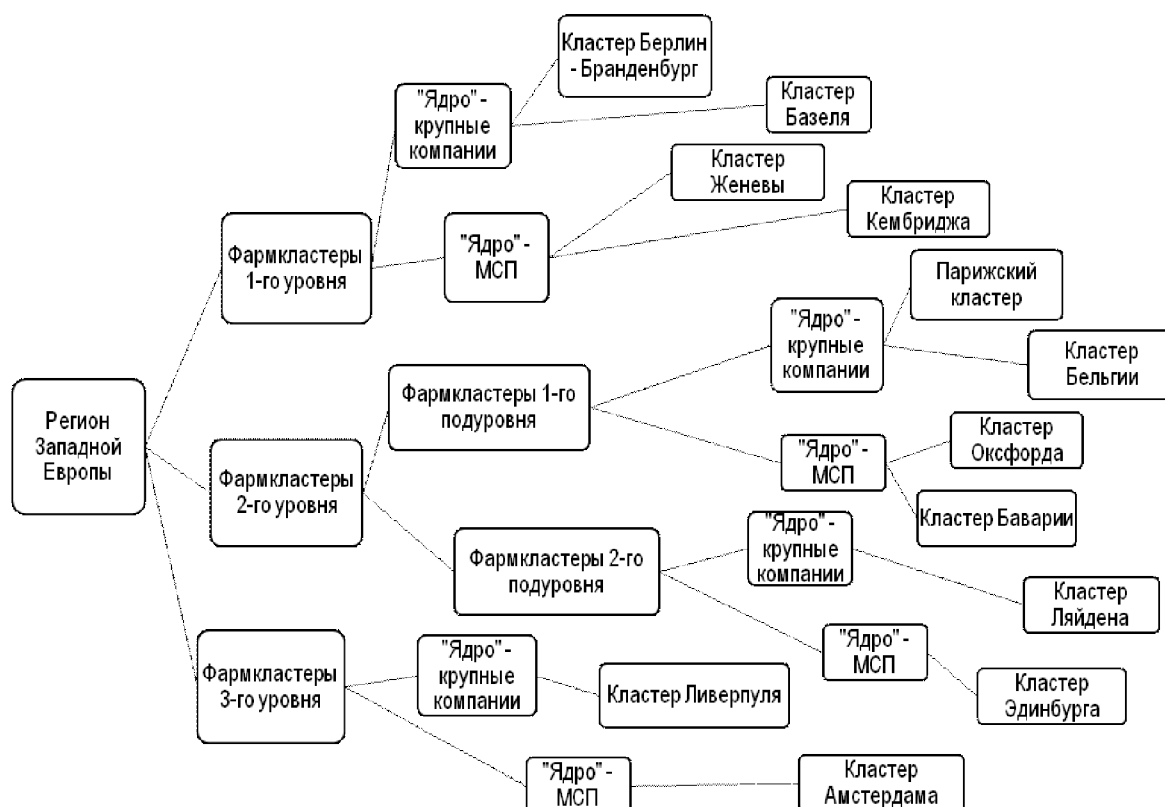 Кластер Берлин
- Бранденбург
"Ядро" -
крупные
компании
Кластер
Базеля
Кластер
Женевы
Кластер
Кембриджа
Фармкластеры
1-го уровня
"Ядро" -
МСП
Парижский
кластер
"Ядро" -
крупные
компании
Кластер
Бельгии
Фармкластеры 1-го
подуровня
Регион
Западной
Европы
Кластер
Оксфорда
"Ядро" -
МСП
Фармкластеры
2-го уровня
Кластер Баварии
"Ядро" -
крупные
компании
Фармкластеры 2-го
подуровня
Кластер
Ляйдена
"Ядро" -
МСП
Кластер
Эдинбурга
Фармкластеры
3-го уровня
"Ядро" -
крупные
компании
Кластер Ливерпуля
"Ядро" -
МСП
Кластер
Амстердама